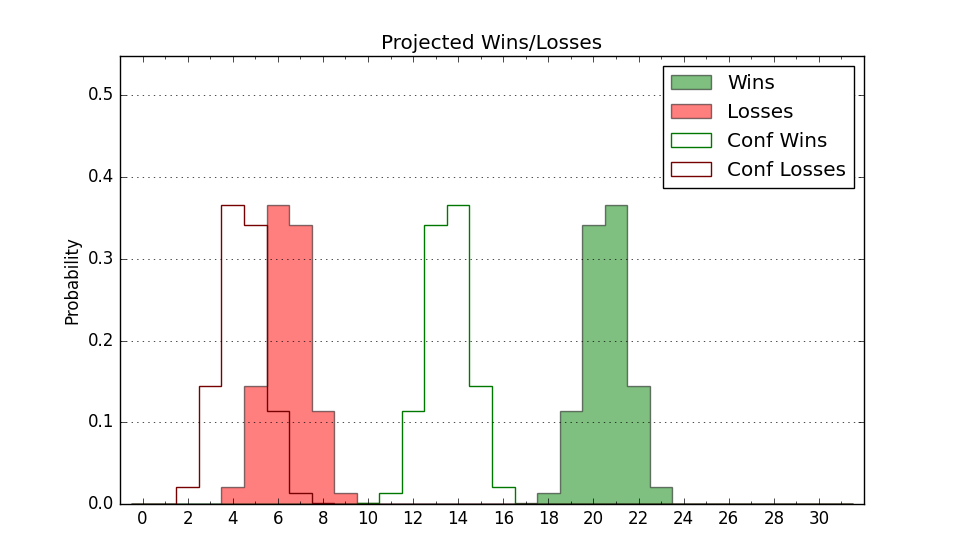 Projected Wins/Losses
Wins
Losses
Conf Wins
Conf Losses
Probability
0.5
0.4
0.3
0.2
0.1
0.0
0 2 4 6 8 10 12 14 16 18 20 22 24 26 28 30